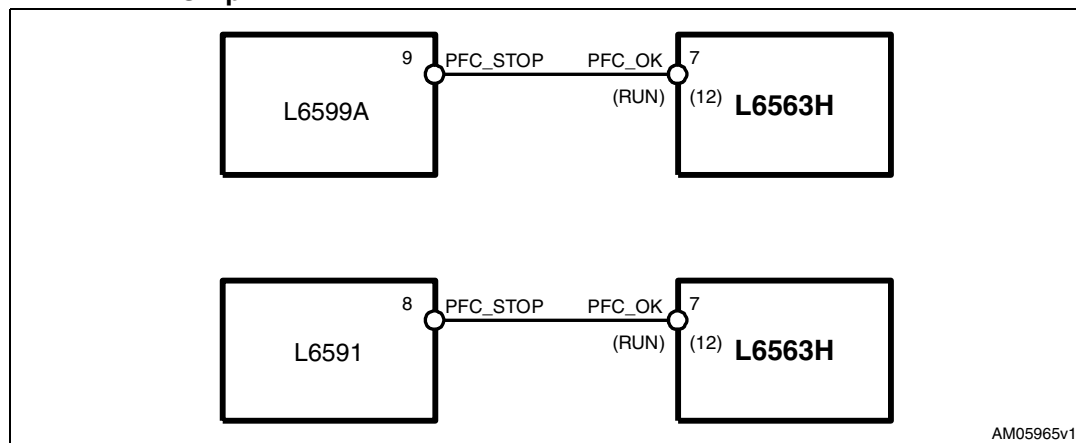 9 PFC_STOP PFC_OK 7
L6599A (RUN) (12) L6563H
8 PFC_STOP PFC_OK 7
L6591 (RUN) (12) L6563H
AM05965v1